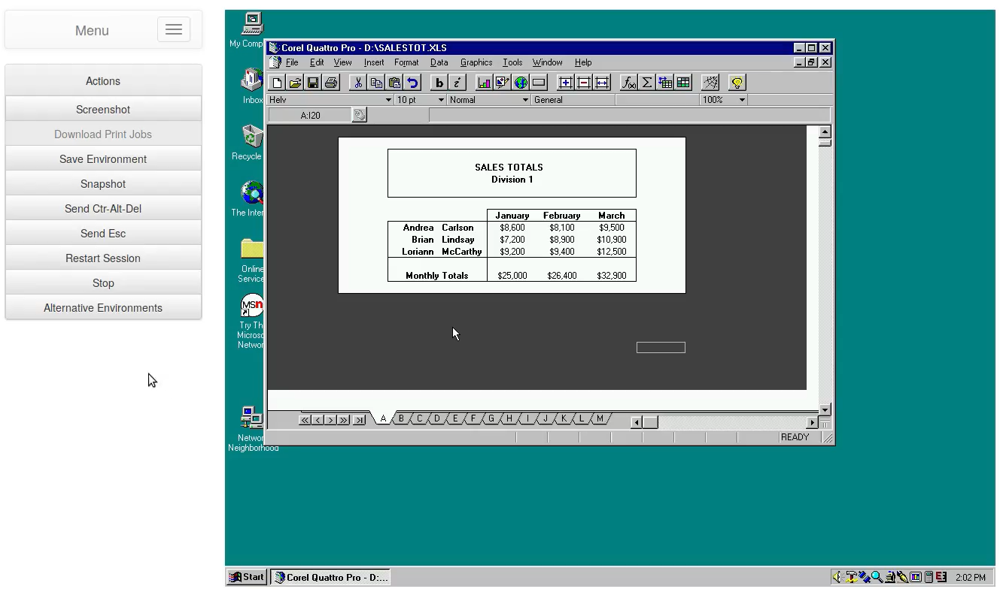 Menu
Actions
Screenshot
Download Print Jobs
Save Environment
Snapshot
Send Ctr-Alt-Del
Send Esc
Restart Session
Stop
Alternative Environments
My Comp
Inbox
Recycle
The Inter
Online
Service
MSn
Try Th
Microso
Networ
Networ
Neighborhood
Corel Quattro Pro - D:\SALESTOT.XLS
File Edit View Insert Format Data Graphics Tools Window Help
Helv 10 pt Normal General 100%
A:I20
SALES TOTALS
Division 1
January February March
Andrea Carlson $8,600 $8,100 $9,500
Brian Lindsay $7,200 $8,900 $10,900
Loriann McCarthy $9,200 $9,400 $12,500
Monthly Totals $25,000 $26,400 $32,900
A B C D E F G H I J K L M
READY
Start Corel Quattro Pro - D:... 2:02 PM